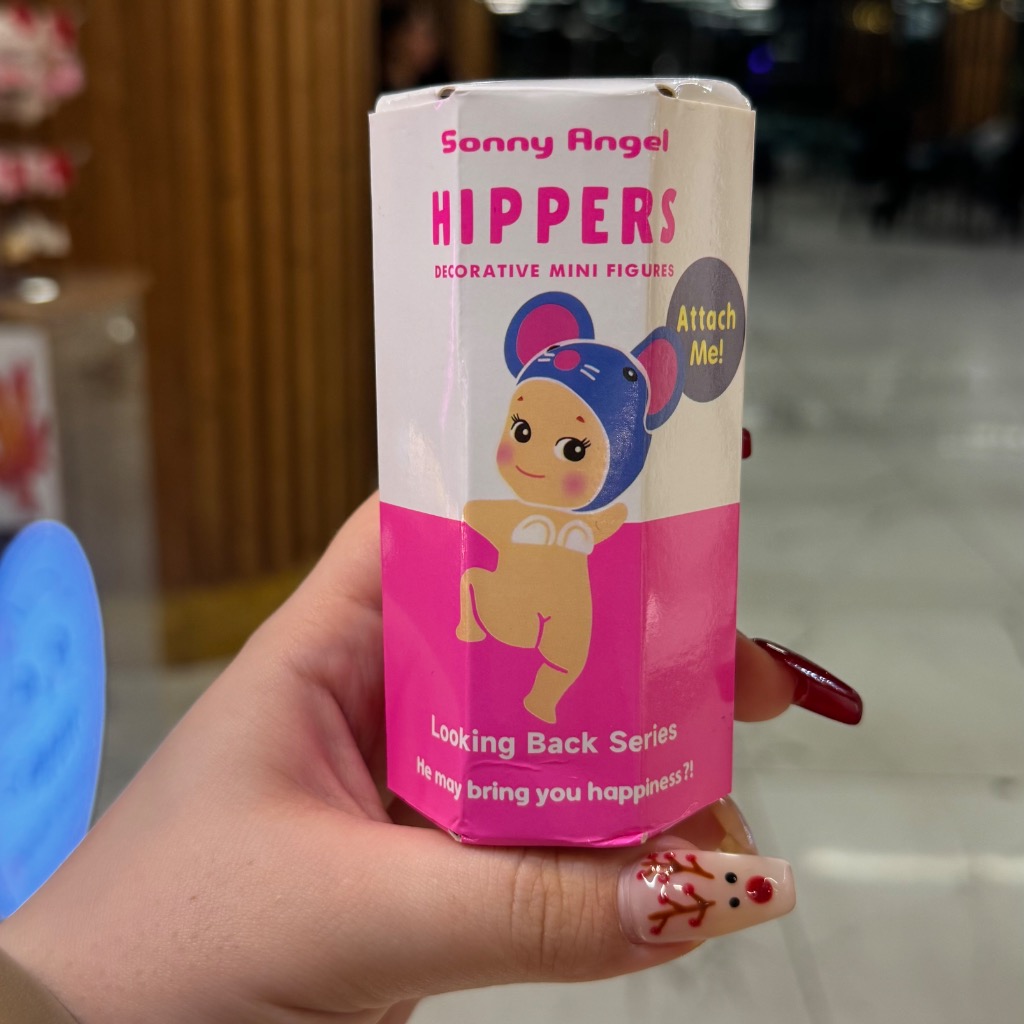 Sonny Angel
HIPPERS
DECORATIVE MINI FIGURES
Attach
Me!
Looking Back Series
He may bring you happiness?!